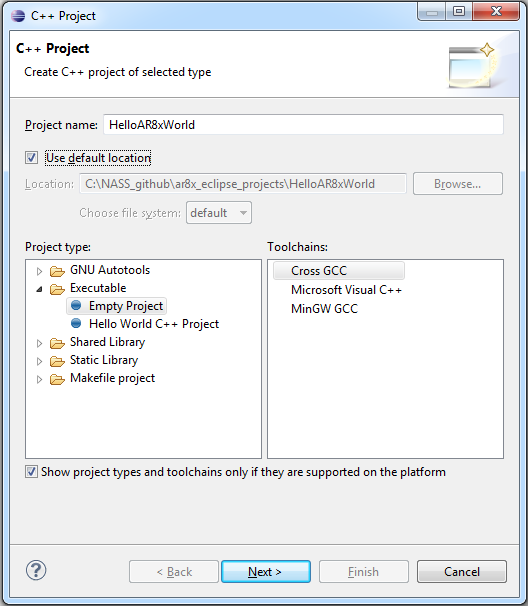 C++ Project
C++ Project
Create C++ project of selected type
Project name: HelloAR8xWorld
Use default location
Location: C:\NASS_github\ar8x_eclipse_projects\HelloAR8xWorld Browse...
Choose file system: default
Project type: Toolchains:
GNU Autotools Cross GCC
Executable Microsoft Visual C++
Empty Project MinGW GCC
Hello World C++ Project
Shared Library
Static Library
Makefile project
Show project types and toolchains only if they are supported on the platform
? < Back Next > Finish Cancel